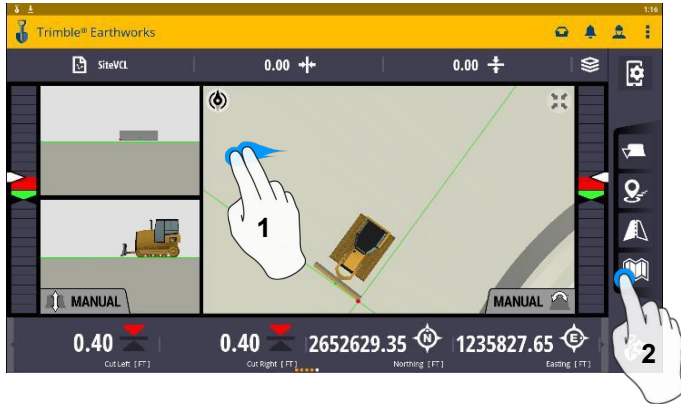 1:16
Trimble® Earthworks
SiteVCL 0.00 0.00
1
MANUAL MANUAL
2
0.40 0.40 2652629.35 N 1235827.65 E
Cut Left [FT] Cut Right [FT] Northing [FT] Easting [FT]